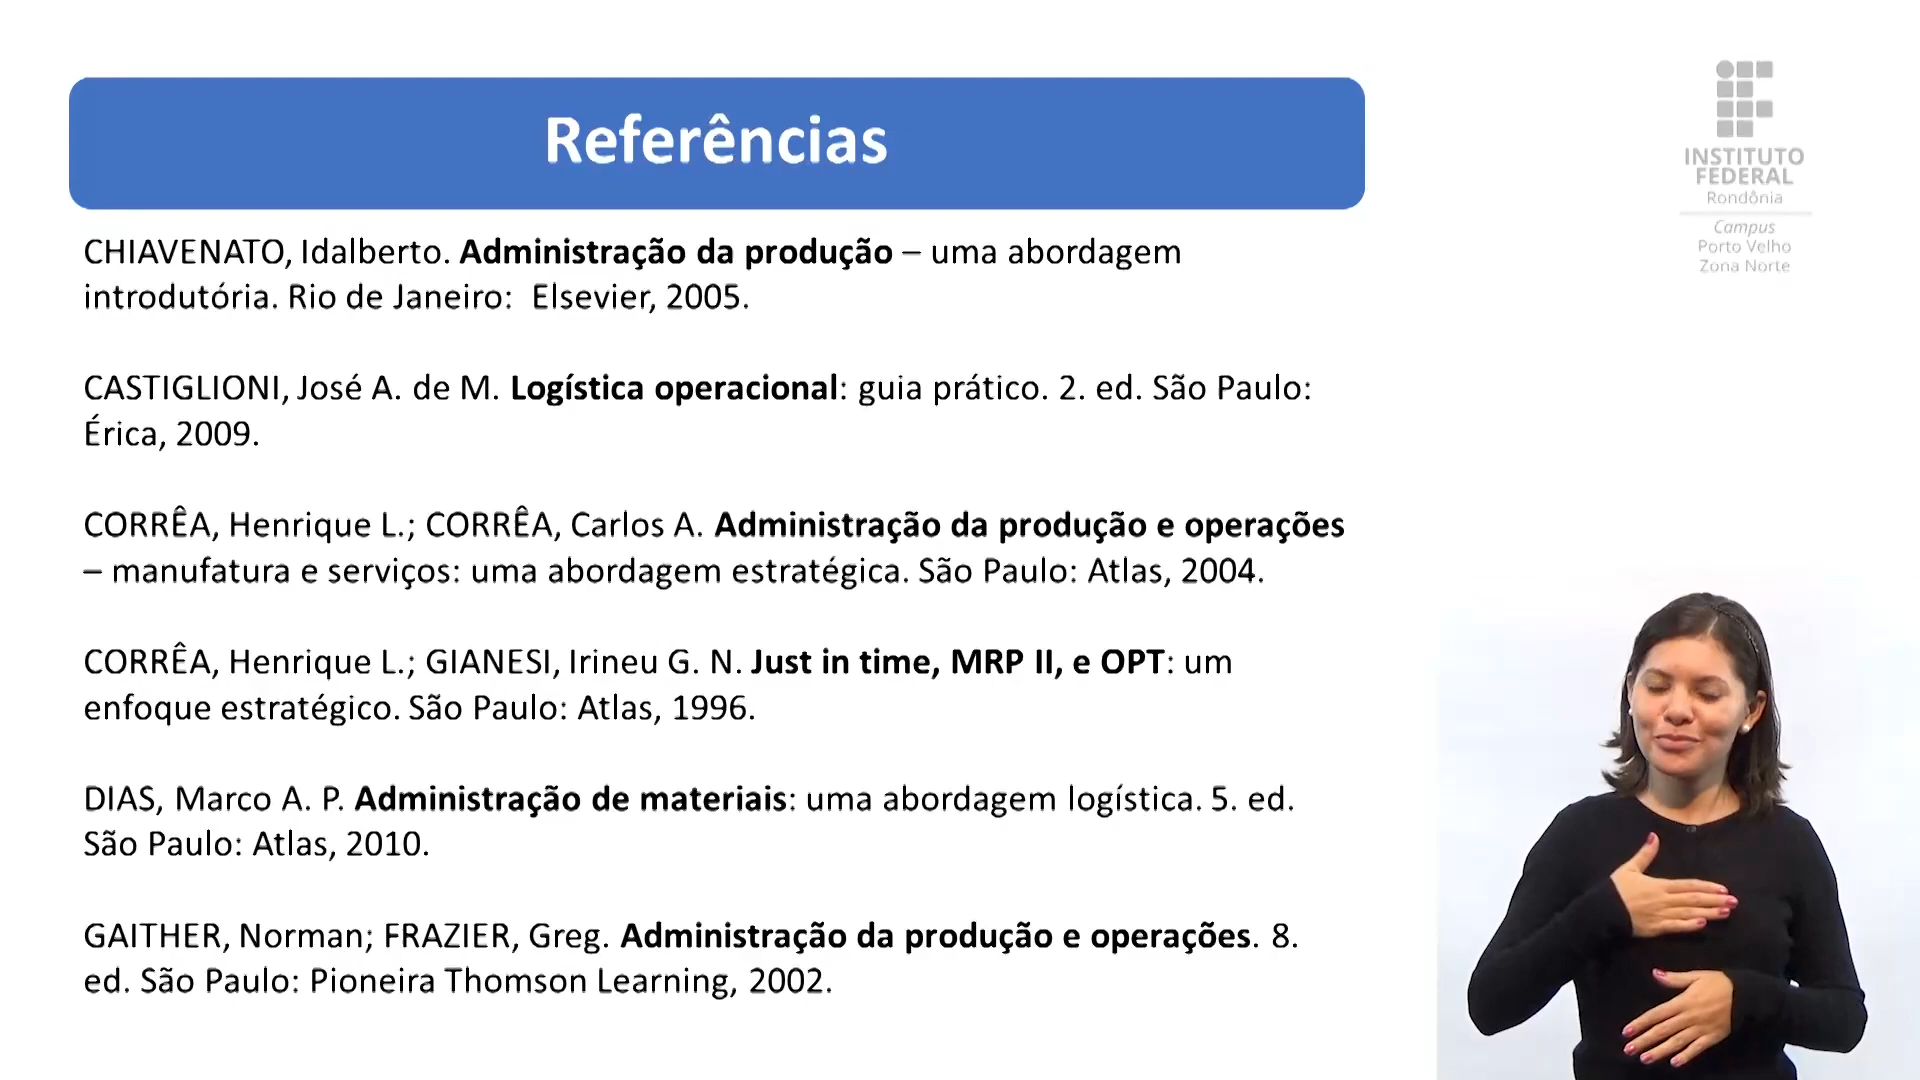 Referências
INSTITUTO
FEDERAL
Rondônia
Campus
Porto Velho
Zona Norte
CHIAVENATO, Idalberto. Administração da produção – uma abordagem
introdutória. Rio de Janeiro: Elsevier, 2005.
CASTIGLIONI, José A. de M. Logística operacional: guia prático. 2. ed. São Paulo:
Érica, 2009.
CORRÊA, Henrique L.; CORRÊA, Carlos A. Administração da produção e operações
– manufatura e serviços: uma abordagem estratégica. São Paulo: Atlas, 2004.
CORRÊA, Henrique L.; GIANESI, Irineu G. N. Just in time, MRP II, e OPT: um
enfoque estratégico. São Paulo: Atlas, 1996.
DIAS, Marco A. P. Administração de materiais: uma abordagem logística. 5. ed.
São Paulo: Atlas, 2010.
GAITHER, Norman; FRAZIER, Greg. Administração da produção e operações. 8.
ed. São Paulo: Pioneira Thomson Learning, 2002.